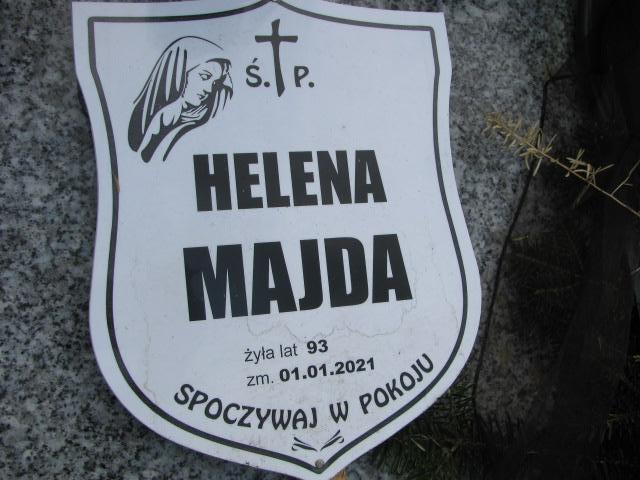 Ś. P.
HELENA
MAJDA
żyła lat 93
zm. 01.01.2021
SPOCZYWAJ W POKOJU